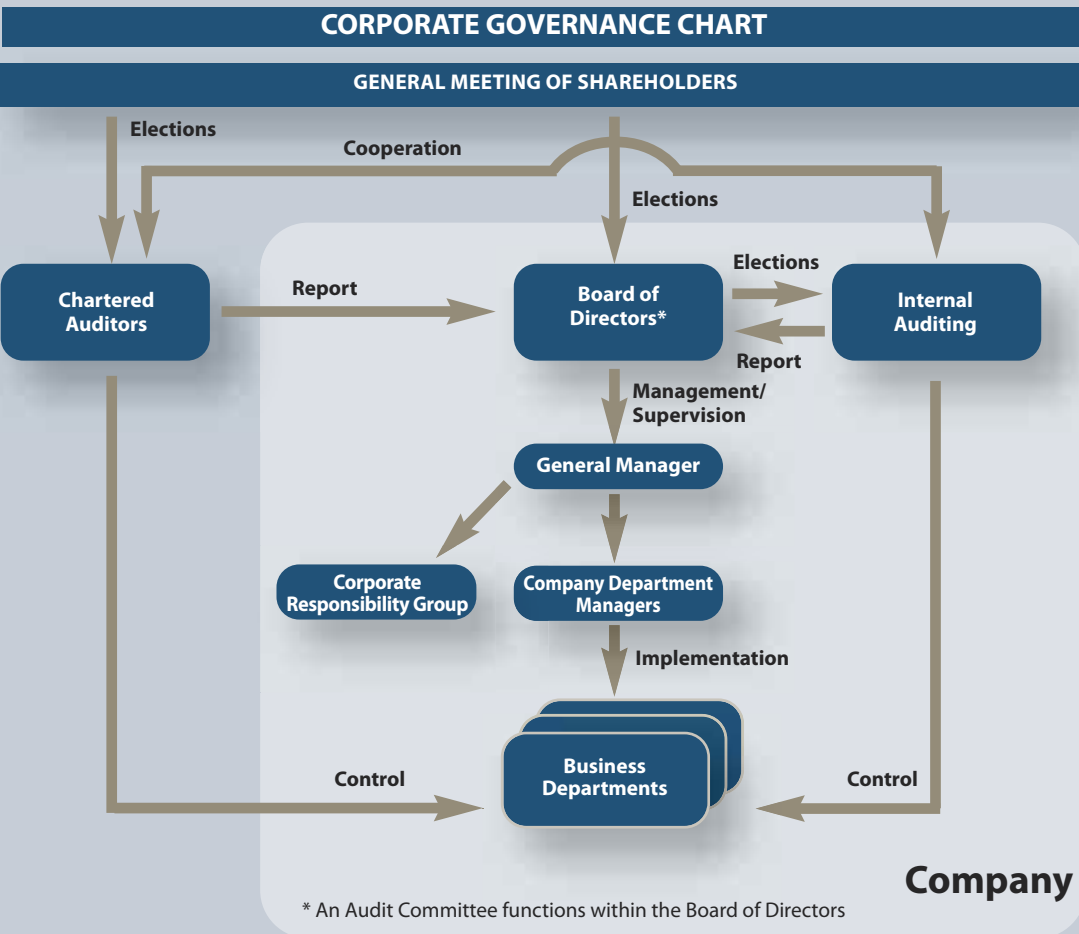 CORPORATE GOVERNANCE CHART
GENERAL MEETING OF SHAREHOLDERS
Elections
Cooperation
Elections
Chartered
Auditors
Report
Board of
Directors*
Elections
Report
Internal
Auditing
Management/
Supervision
General Manager
Corporate
Responsibility Group
Company Department
Managers
Implementation
Business
Departments
Control
Control
Company
* An Audit Committee functions within the Board of Directors